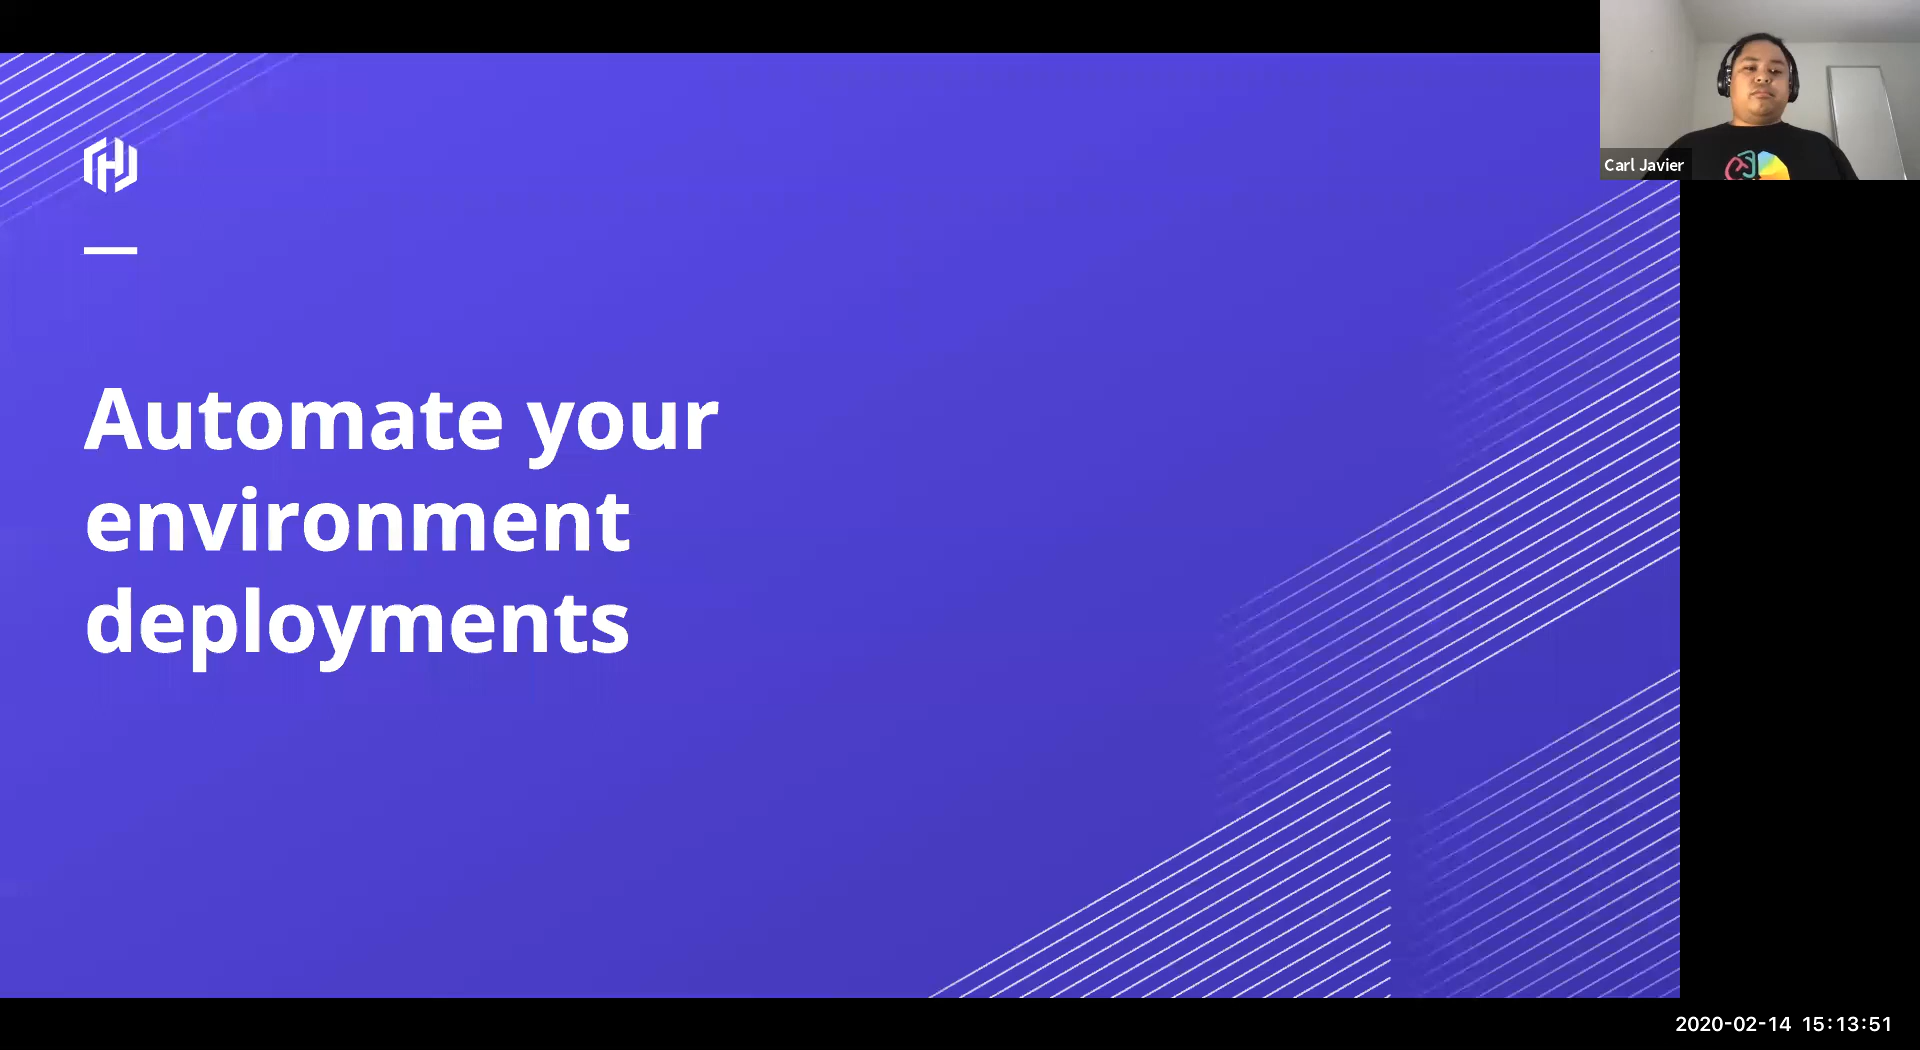 Carl Javier
Automate your
environment
deployments
2020-02-14 15:13:51